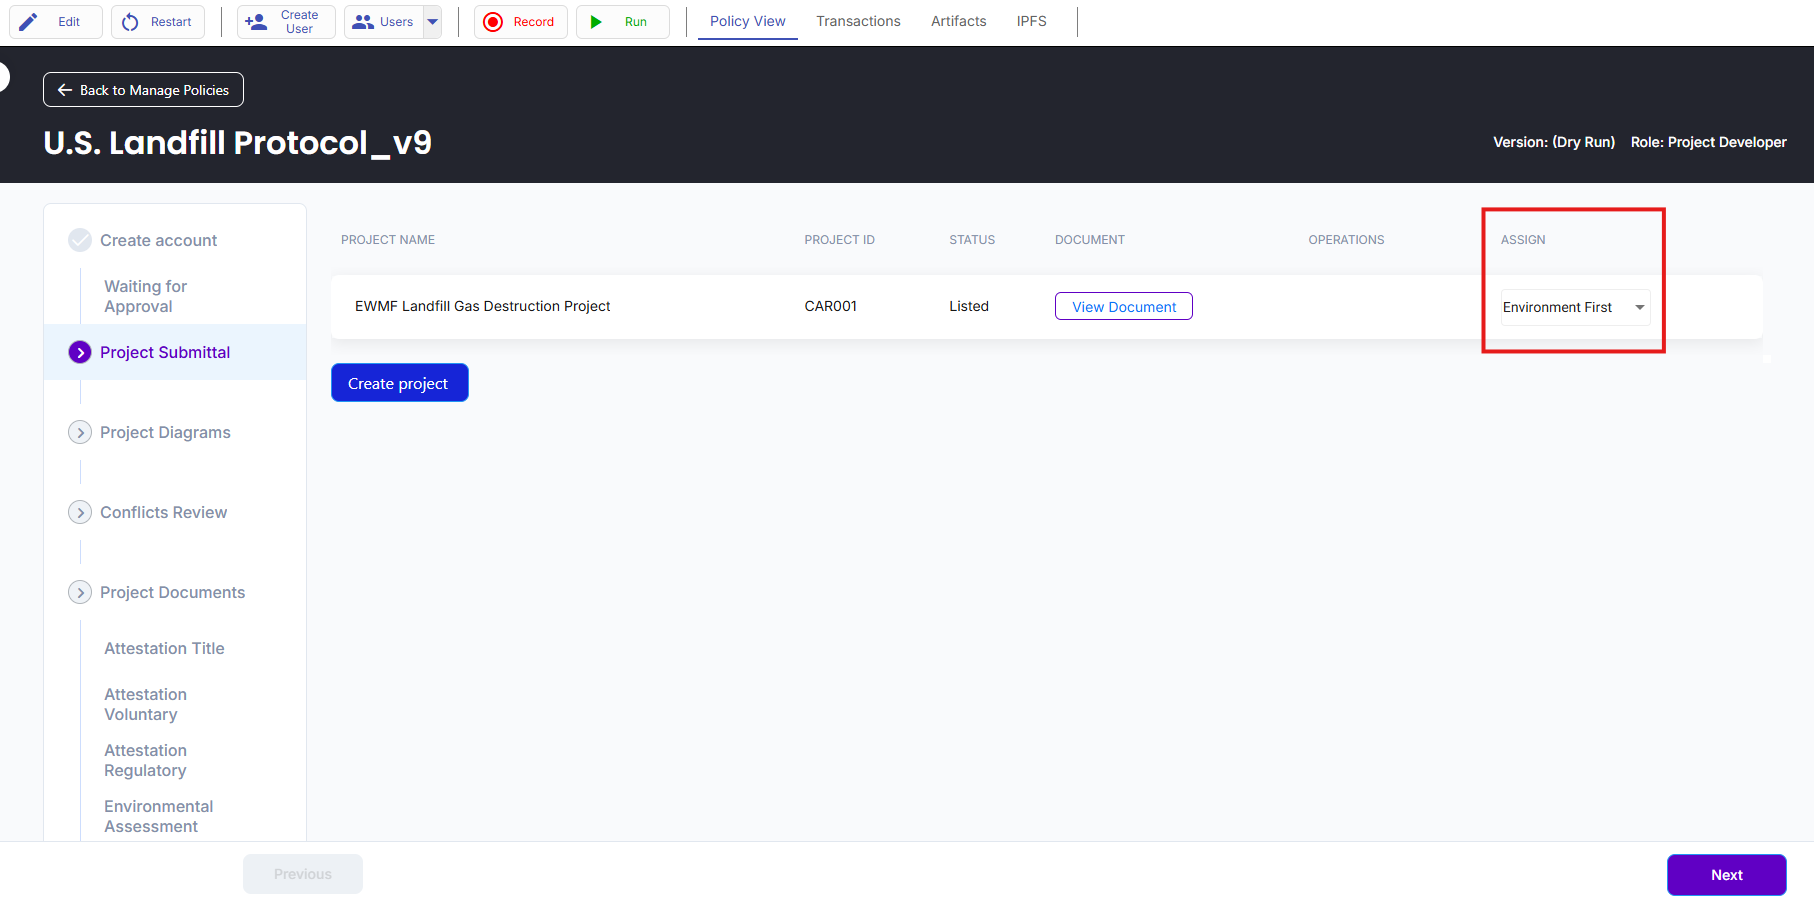 Edit
Restart
Create
User
Users
Record
Run
Policy View
Transactions
Artifacts
IPFS
Back to Manage Policies
U.S. Landfill Protocol_v9
Version: (Dry Run)
Role: Project Developer
Create account
Waiting for
Approval
Project Submittal
Project Diagrams
Conflicts Review
Project Documents
Attestation Title
Attestation
Voluntary
Attestation
Regulatory
Environmental
Assessment
PROJECT NAME
PROJECT ID
STATUS
DOCUMENT
OPERATIONS
ASSIGN
EWMF Landfill Gas Destruction Project
CAR001
Listed
View Document
Environment First
Create project
Previous
Next